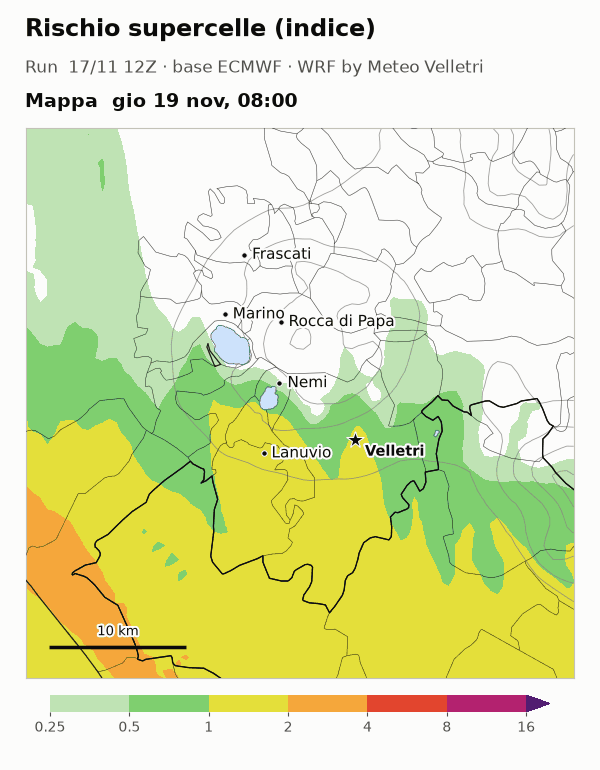 Rischio supercelle (indice)
Run  17/11 12Z · base ECMWF · WRF by Meteo Velletri
Mappa  gio 19 nov, 08:00
Frascati
Marino
Rocca di Papa
Nemi
Velletri
Lanuvio
10 km
0.25 0.5 1 2 4 8 16